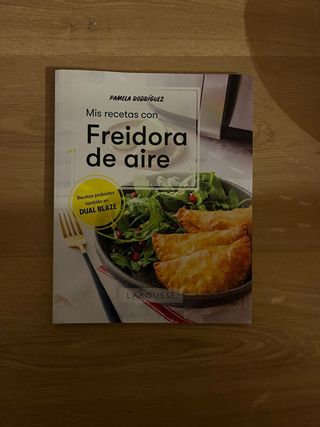 PAMELA RODRÍGUEZ
Mis recetas con
Freidora
de aire
Recetas probadas
también en
DUAL BLAZE
LAROUSSE